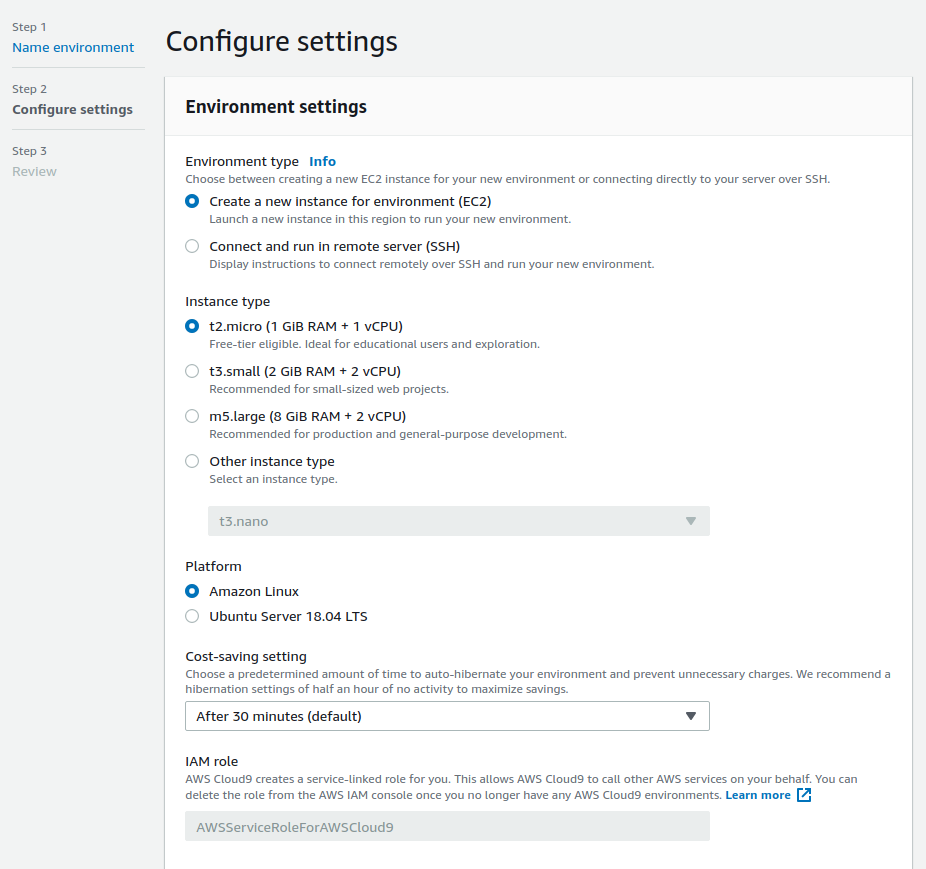 Step 1
Name environment
Step 2
Configure settings
Step 3
Review
Configure settings
Environment settings
Environment type Info
Choose between creating a new EC2 instance for your new environment or connecting directly to your server over SSH.
Create a new instance for environment (EC2)
Launch a new instance in this region to run your new environment.
Connect and run in remote server (SSH)
Display instructions to connect remotely over SSH and run your new environment.
Instance type
t2.micro (1 GiB RAM + 1 vCPU)
Free-tier eligible. Ideal for educational users and exploration.
t3.small (2 GiB RAM + 2 vCPU)
Recommended for small-sized web projects.
m5.large (8 GiB RAM + 2 vCPU)
Recommended for production and general-purpose development.
Other instance type
Select an instance type.
t3.nano
Platform
Amazon Linux
Ubuntu Server 18.04 LTS
Cost-saving setting
Choose a predetermined amount of time to auto-hibernate your environment and prevent unnecessary charges. We recommend a
hibernation settings of half an hour of no activity to maximize savings.
After 30 minutes (default)
IAM role
AWS Cloud9 creates a service-linked role for you. This allows AWS Cloud9 to call other AWS services on your behalf. You can
delete the role from the AWS IAM console once you no longer have any AWS Cloud9 environments. Learn more
AWSServiceRoleForAWSCloud9